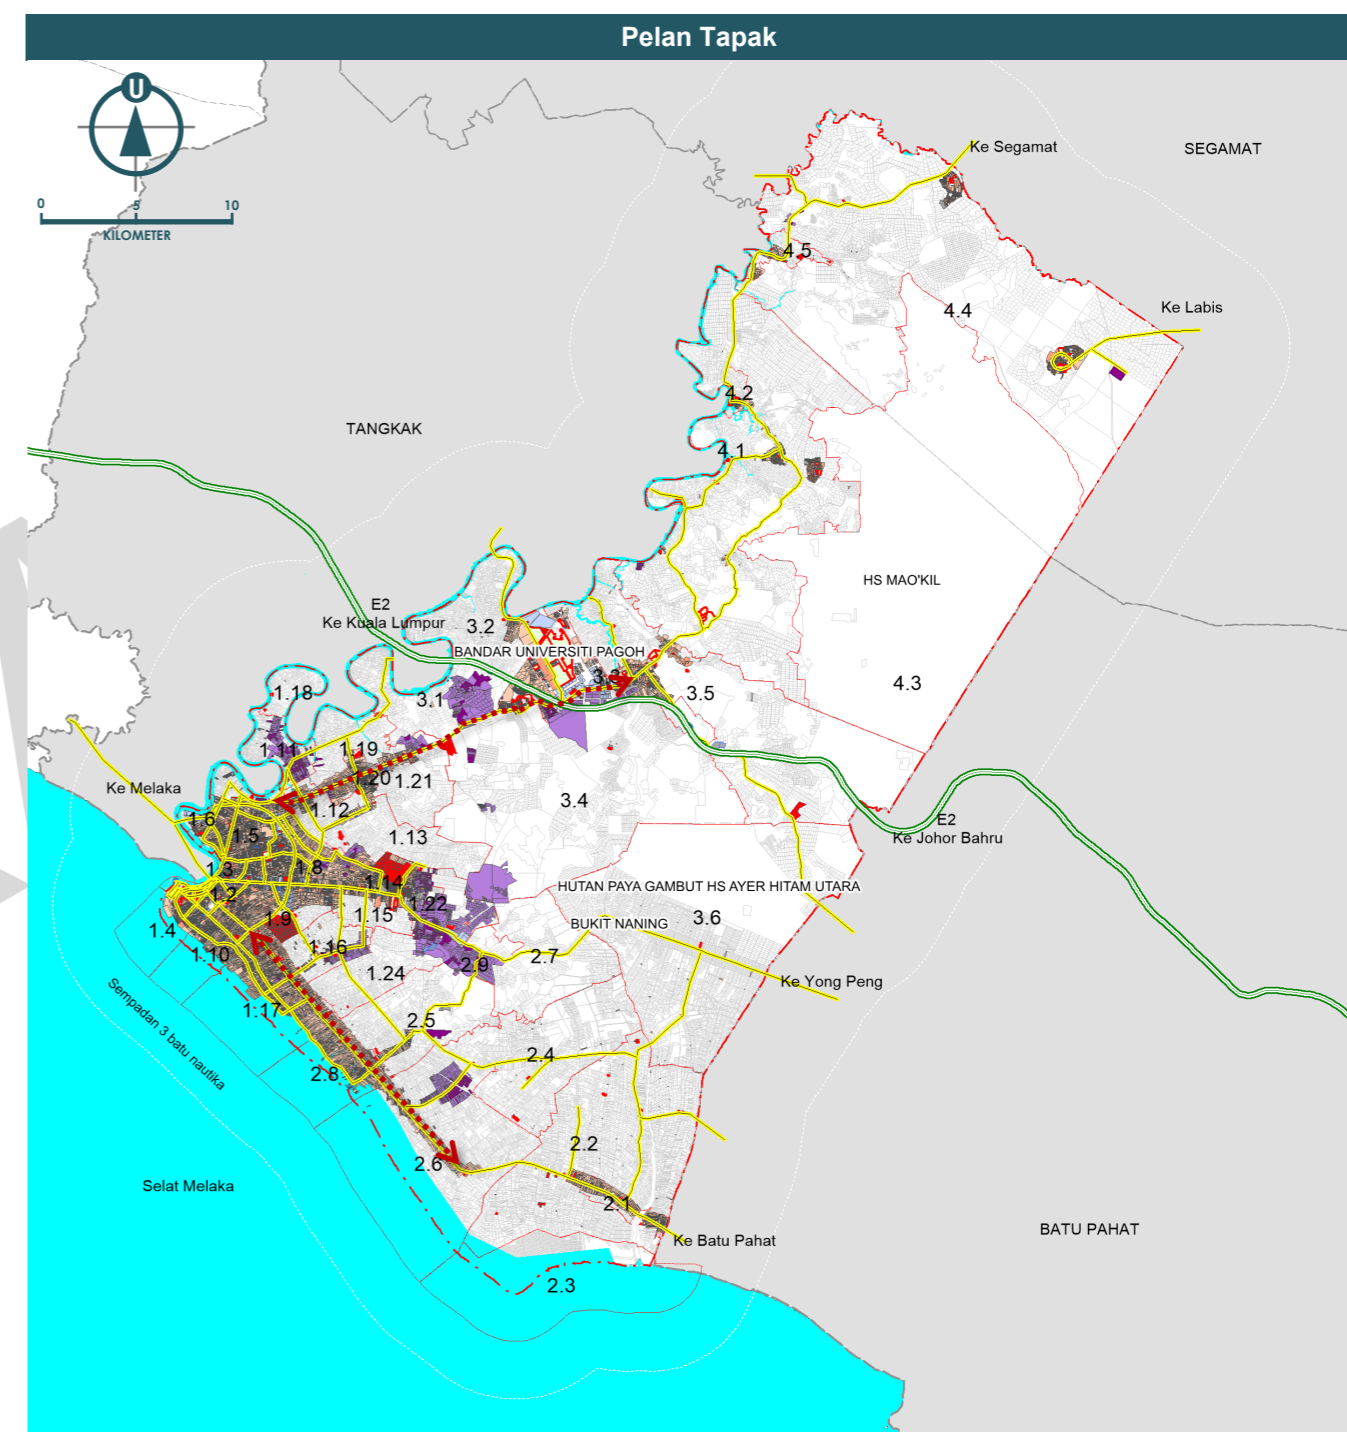 Pelan Tapak
U
0 5 10
KILOMETER
Ke Segamat
SEGAMAT
4.5
Ke Labis
4.4
4.2
TANGKAK
4.1
HS MAO'KIL
E2
Ke Kuala Lumpur
3.2
BANDAR UNIVERSITI PAGOH
3.3
4.3
1.18
3.1
3.5
1.11
1.19
1.20
1.21
Ke Melaka
3.4
1.12
1.6
1.5
1.13
E2
Ke Johor Bahru
1.3
1.8
1.14
HUTAN PAYA GAMBUT HS AYER HITAM UTARA
1.2
1.22
1.9
1.15
3.6
BUKIT NANING
1.4
1.10
1.16
2.7
2.9
1.24
Ke Yong Peng
1.17
Sempadan 3 batu nautika
2.5
2.4
2.8
2.2
2.6
Selat Melaka
2.1
BATU PAHAT
Ke Batu Pahat
2.3